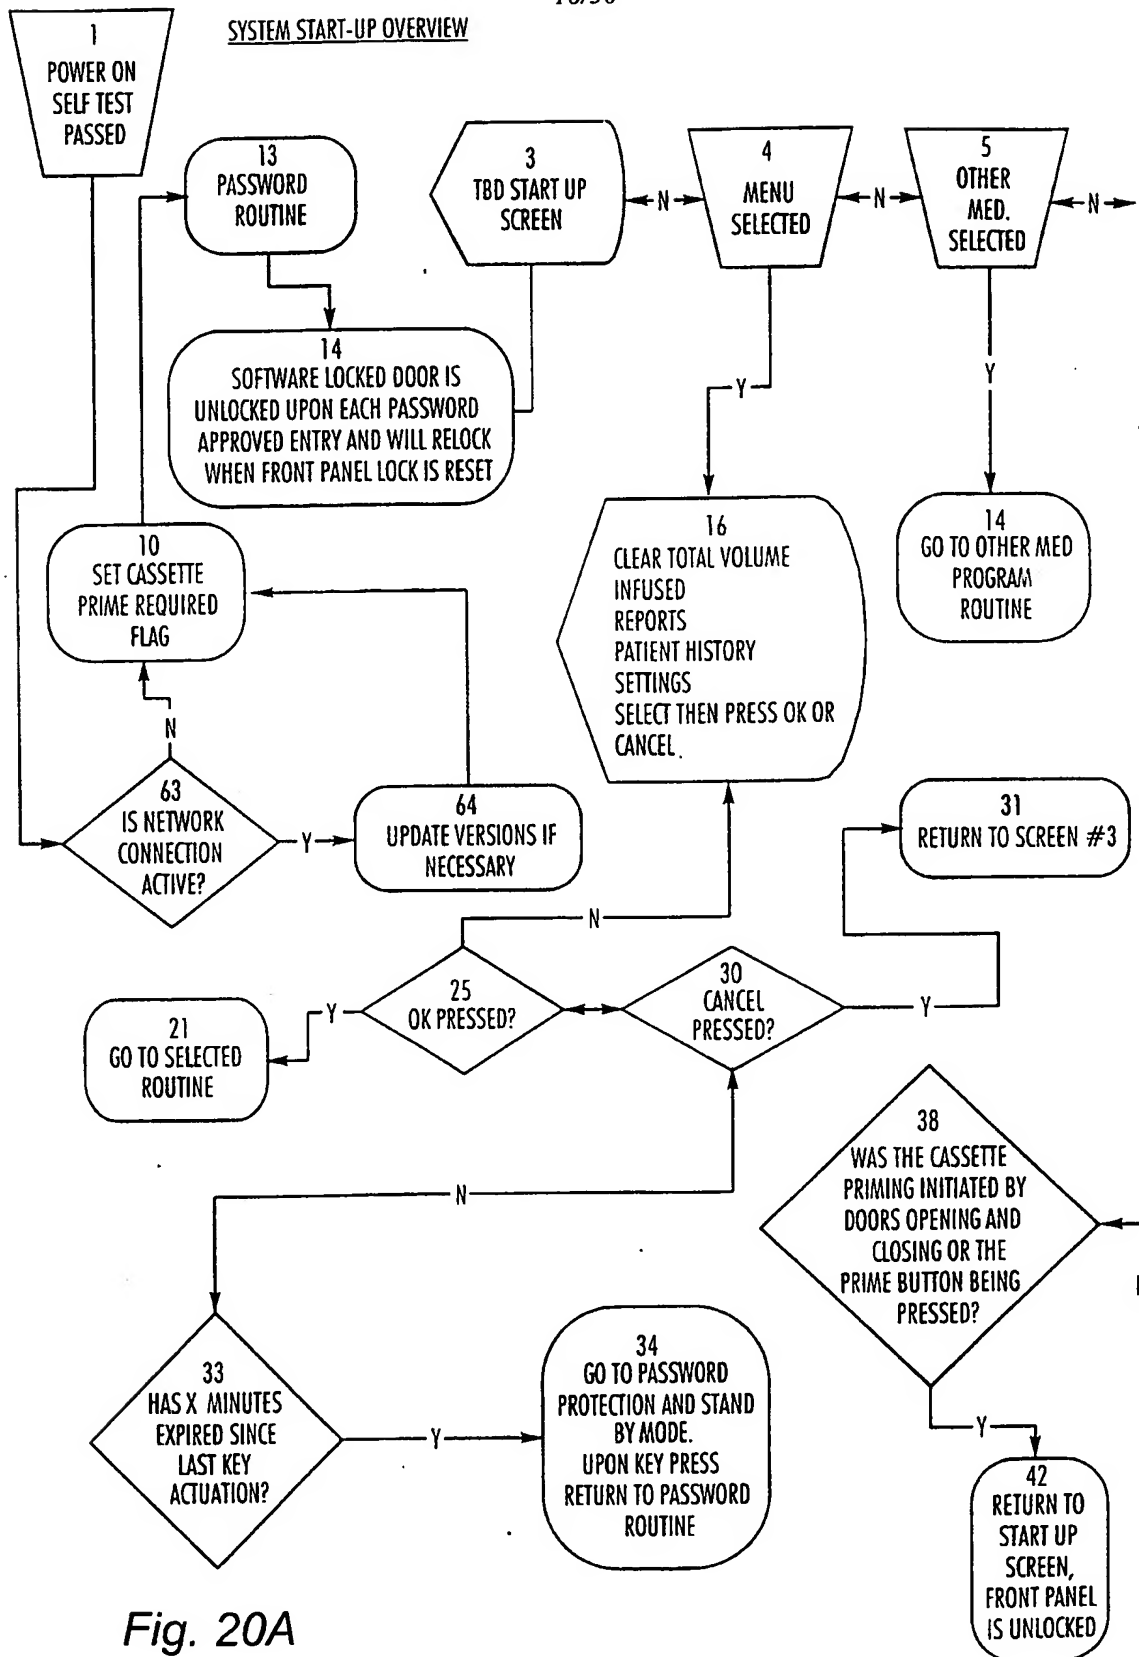 SYSTEM START-UP OVERVIEW
1
POWER ON
SELF TEST
PASSED
13
PASSWORD
ROUTINE
3
TBD START UP
SCREEN
N
4
MENU
SELECTED
N
5
OTHER
MED.
SELECTED
N
14
SOFTWARE LOCKED DOOR IS
UNLOCKED UPON EACH PASSWORD
APPROVED ENTRY AND WILL RELOCK
WHEN FRONT PANEL LOCK IS RESET
Y
Y
10
SET CASSETTE
PRIME REQUIRED
FLAG
16
CLEAR TOTAL VOLUME
INFUSED
REPORTS
PATIENT HISTORY
SETTINGS
SELECT THEN PRESS OK OR
CANCEL.
14
GO TO OTHER MED
PROGRAM
ROUTINE
N
63
IS NETWORK
CONNECTION
ACTIVE?
Y
64
UPDATE VERSIONS IF
NECESSARY
31
RETURN TO SCREEN #3
N
25
OK PRESSED?
30
CANCEL
PRESSED?
Y
Y
21
GO TO SELECTED
ROUTINE
N
38
WAS THE CASSETTE
PRIMING INITIATED BY
DOORS OPENING AND
CLOSING OR THE
PRIME BUTTON BEING
PRESSED?
33
HAS X MINUTES
EXPIRED SINCE
LAST KEY
ACTUATION?
Y
34
GO TO PASSWORD
PROTECTION AND STAND
BY MODE.
UPON KEY PRESS
RETURN TO PASSWORD
ROUTINE
Y
42
RETURN TO
START UP
SCREEN,
FRONT PANEL
IS UNLOCKED
Fig. 20A